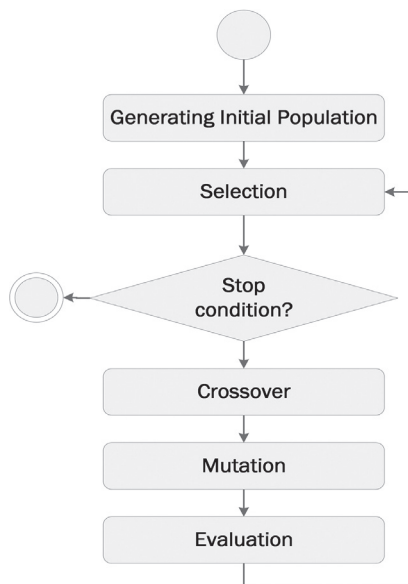 Generating Initial Population
Selection
Stop
condition?
Crossover
Mutation
Evaluation